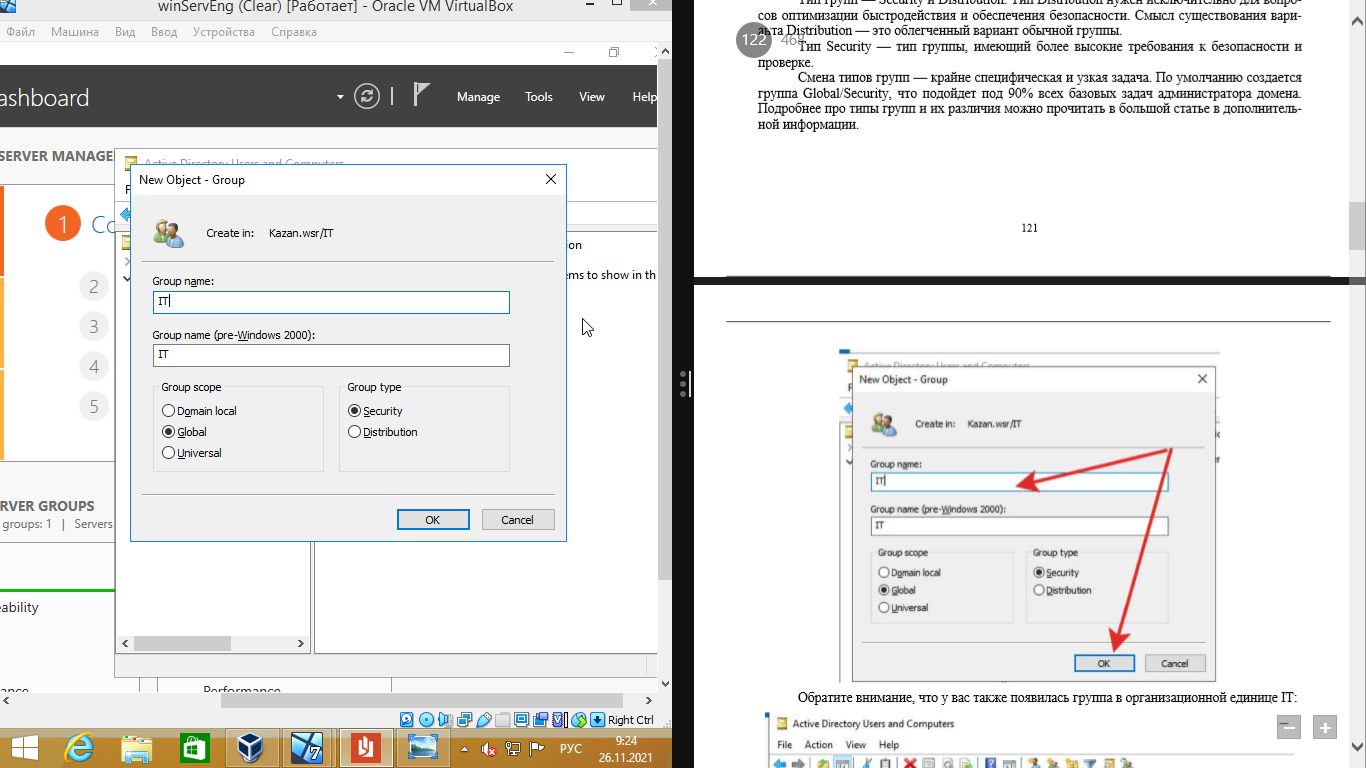 winServEng (Clear) [Работает] - Oracle VM VirtualBox
Файл Машина Вид Ввод Устройства Справка
ashboard
Manage Tools View Help
SERVER MANAGE
Active Directory Users and Computers
1 Co
2
3
4
5
New Object - Group
Create in: Kazan.wsr/IT
Group name:
IT
Group name (pre-Windows 2000):
IT
Group scope
Domain local
Global
Universal
Group type
Security
Distribution
OK Cancel
on
ems to show in th
RVER GROUPS
groups: 1 | Servers
eability
Performance
Right Ctrl
РУС
9:24
26.11.2021
Тип групп — Security и Distribution. Тип Distribution нужен исключительно для вопро-
сов оптимизации быстродействия и обеспечения безопасности. Смысл существования вари-
анта Distribution — это облегченный вариант обычной группы.
122 468
Тип Security — тип группы, имеющий более высокие требования к безопасности и
проверке.
Смена типов групп — крайне специфическая и узкая задача. По умолчанию создается
группа Global/Security, что подойдет под 90% всех базовых задач администратора домена.
Подробнее про типы групп и их различия можно прочитать в большой статье в дополнитель-
ной информации.
121
Active Directory Users and Computers
New Object - Group
Create in: Kazan.wsr/IT
Group name:
IT
Group name (pre-Windows 2000):
IT
Group scope
Domain local
Global
Universal
Group type
Security
Distribution
OK Cancel
Обратите внимание, что у вас также появилась группа в организационной единице IT:
Active Directory Users and Computers
File Action View Help